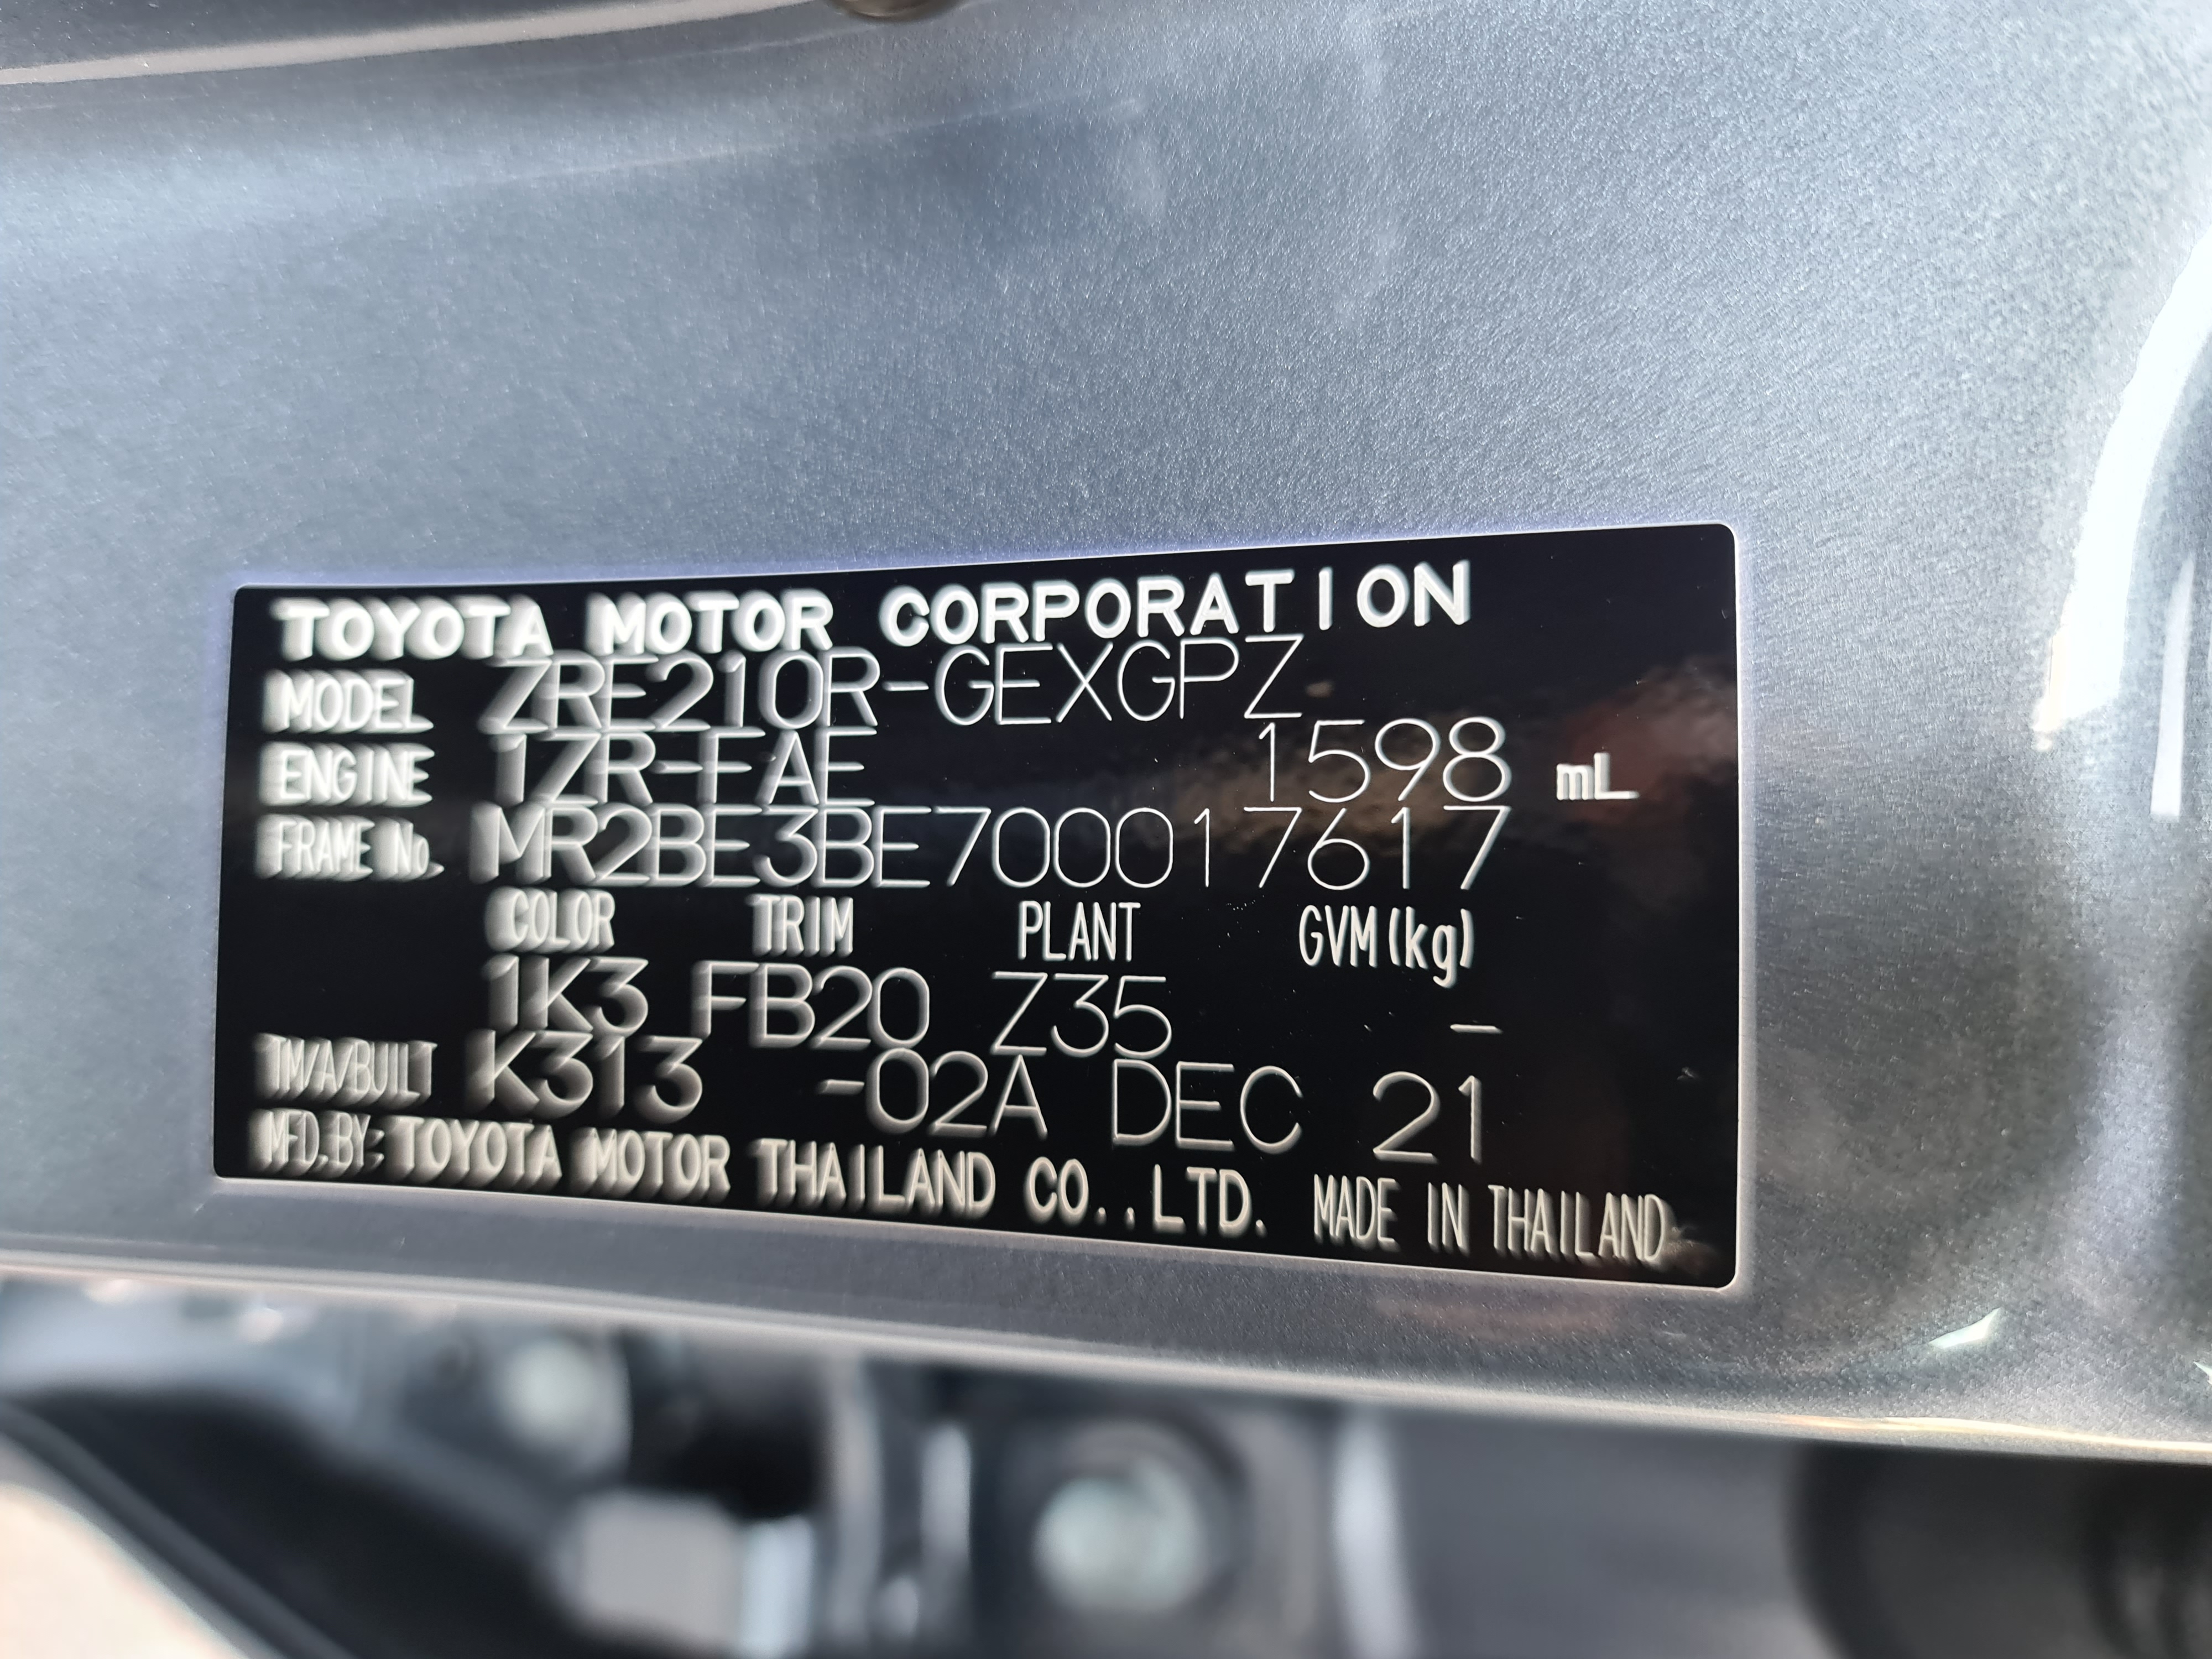 TOYOTA MOTOR CORPORATION
MODEL ZRE210R-GEXGPZ
ENGINE 1ZR-FAE 1598 mL
FRAME No. MR2BE3BE700017617
COLOR TRIM PLANT GVM(kg)
1K3 FB20 Z35 -
TM/A/BUILT K313 -02A DEC 21
MFD.BY: TOYOTA MOTOR THAILAND CO.,LTD. MADE IN THAILAND